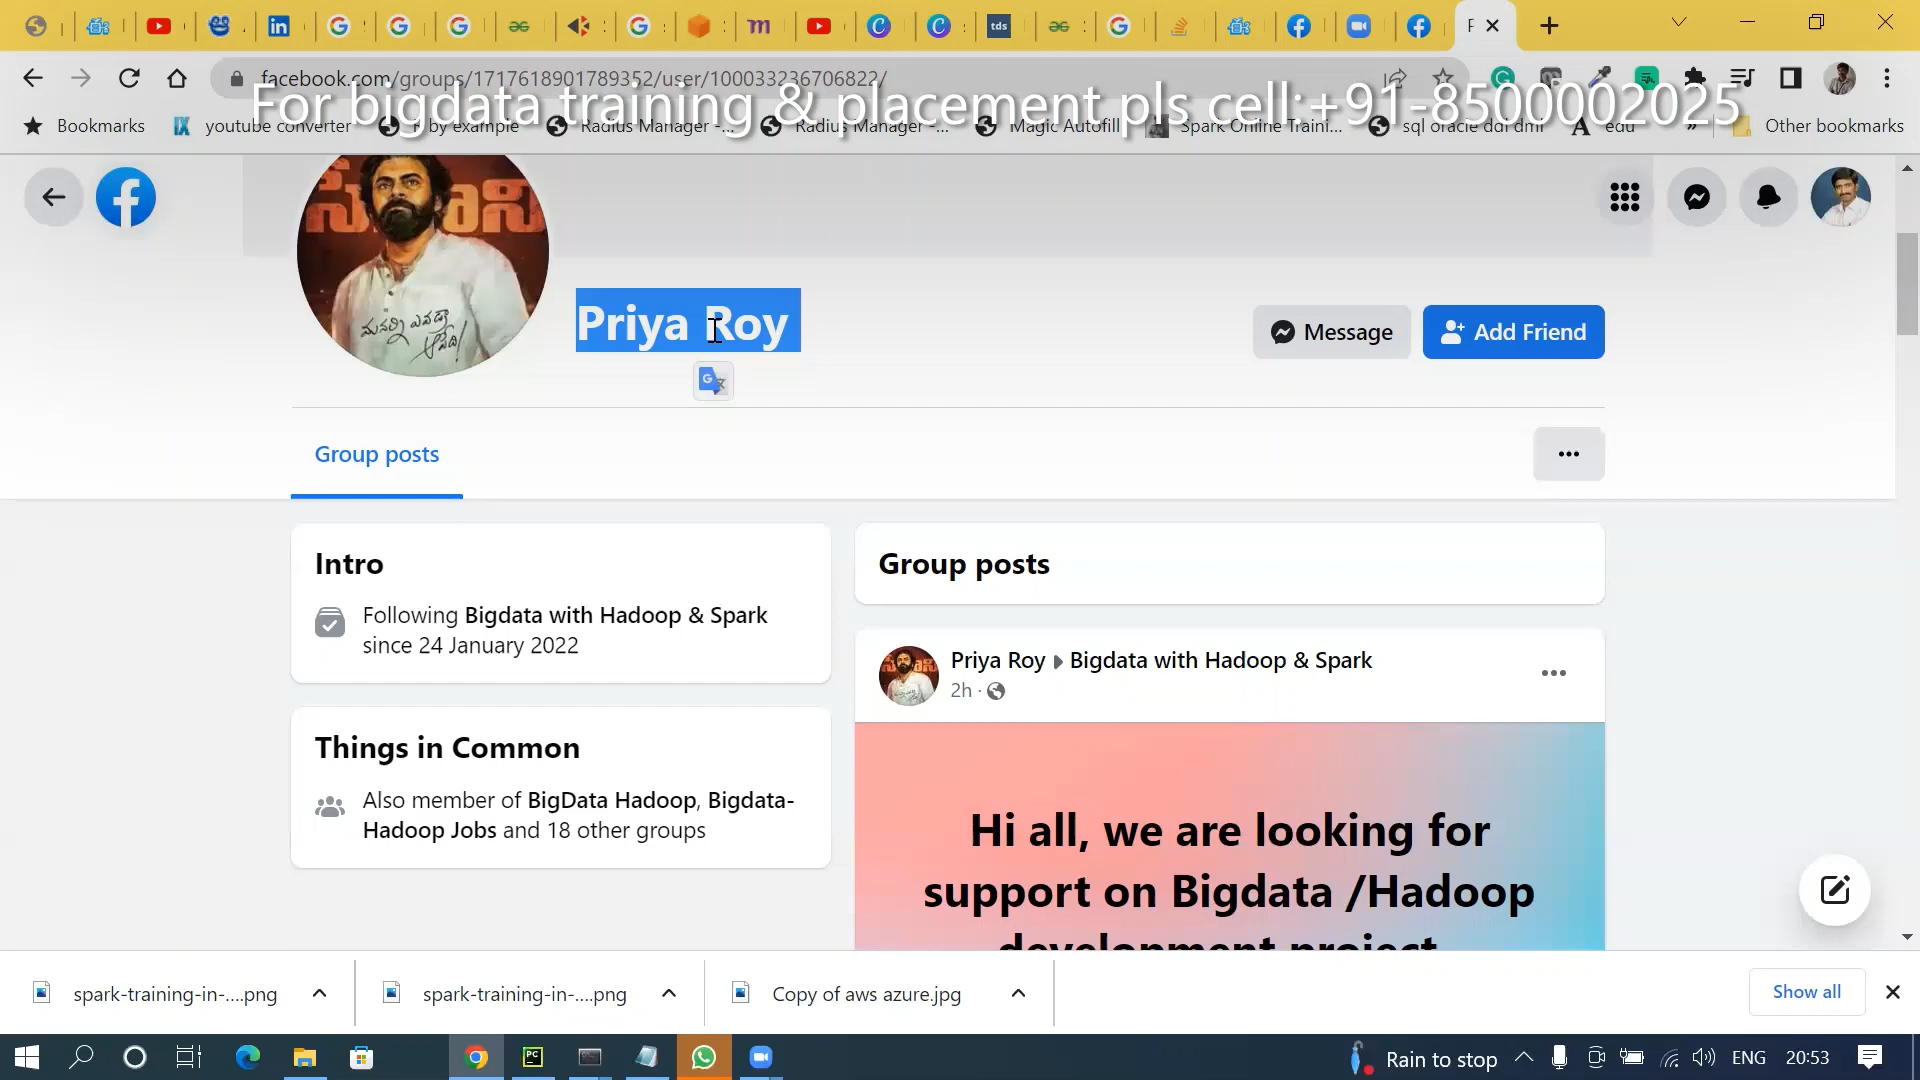 tds
facebook.com/groups/1717618901789352/user/100033236706822/
For bigdata training & placement pls cell:+91-8500002025
Bookmarks
youtube converter
R by example
Radius Manager -...
Radius Manager -...
Magic Autofill
Spark Online Traini...
sql oracle ddl dml
edu
»
Other bookmarks
Priya Roy
Message
Add Friend
Group posts
Intro
Following Bigdata with Hadoop & Spark
since 24 January 2022
Things in Common
Also member of BigData Hadoop, Bigdata-
Hadoop Jobs and 18 other groups
Group posts
Priya Roy ▸ Bigdata with Hadoop & Spark
2h ·
Hi all, we are looking for
support on Bigdata /Hadoop
development project
spark-training-in-....png
spark-training-in-....png
Copy of aws azure.jpg
Show all
Rain to stop
ENG
20:53